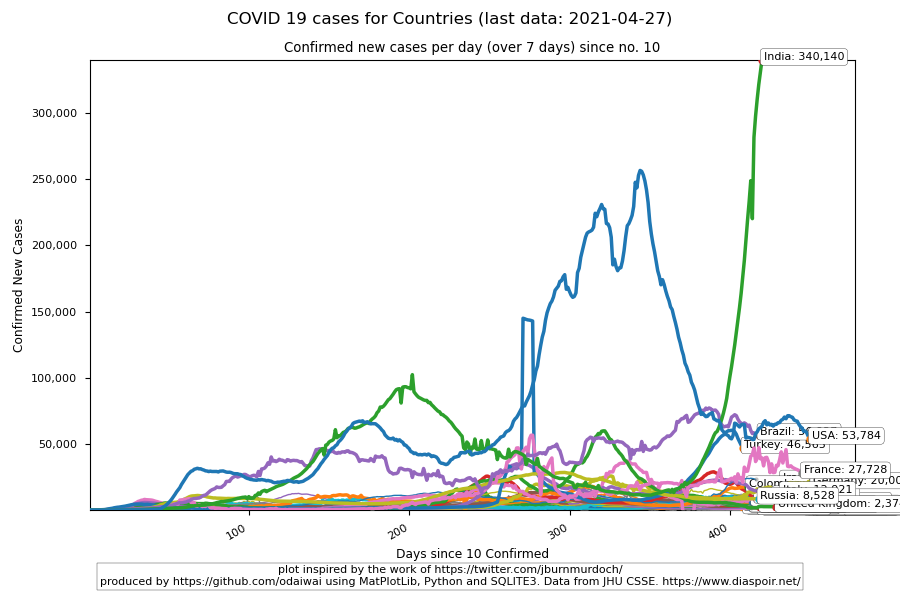 COVID 19 cases for Countries (last data: 2021-04-27)
Confirmed new cases per day (over 7 days) since no. 10
India: 340,140
300,000
250,000
200,000
150,000
100,000
50,000
Confirmed New Cases
Brazil:
USA: 53,784
Turkey: 46,585
France: 27,728
Germany: 20,00
Russia: 8,528
United Kingdom: 2,37
100
200
300
400
Days since 10 Confirmed
plot inspired by the work of https://twitter.com/jburnmurdoch/
produced by https://github.com/odaiwai using MatPlotLib, Python and SQLITE3. Data from JHU CSSE. https://www.diaspoir.net/